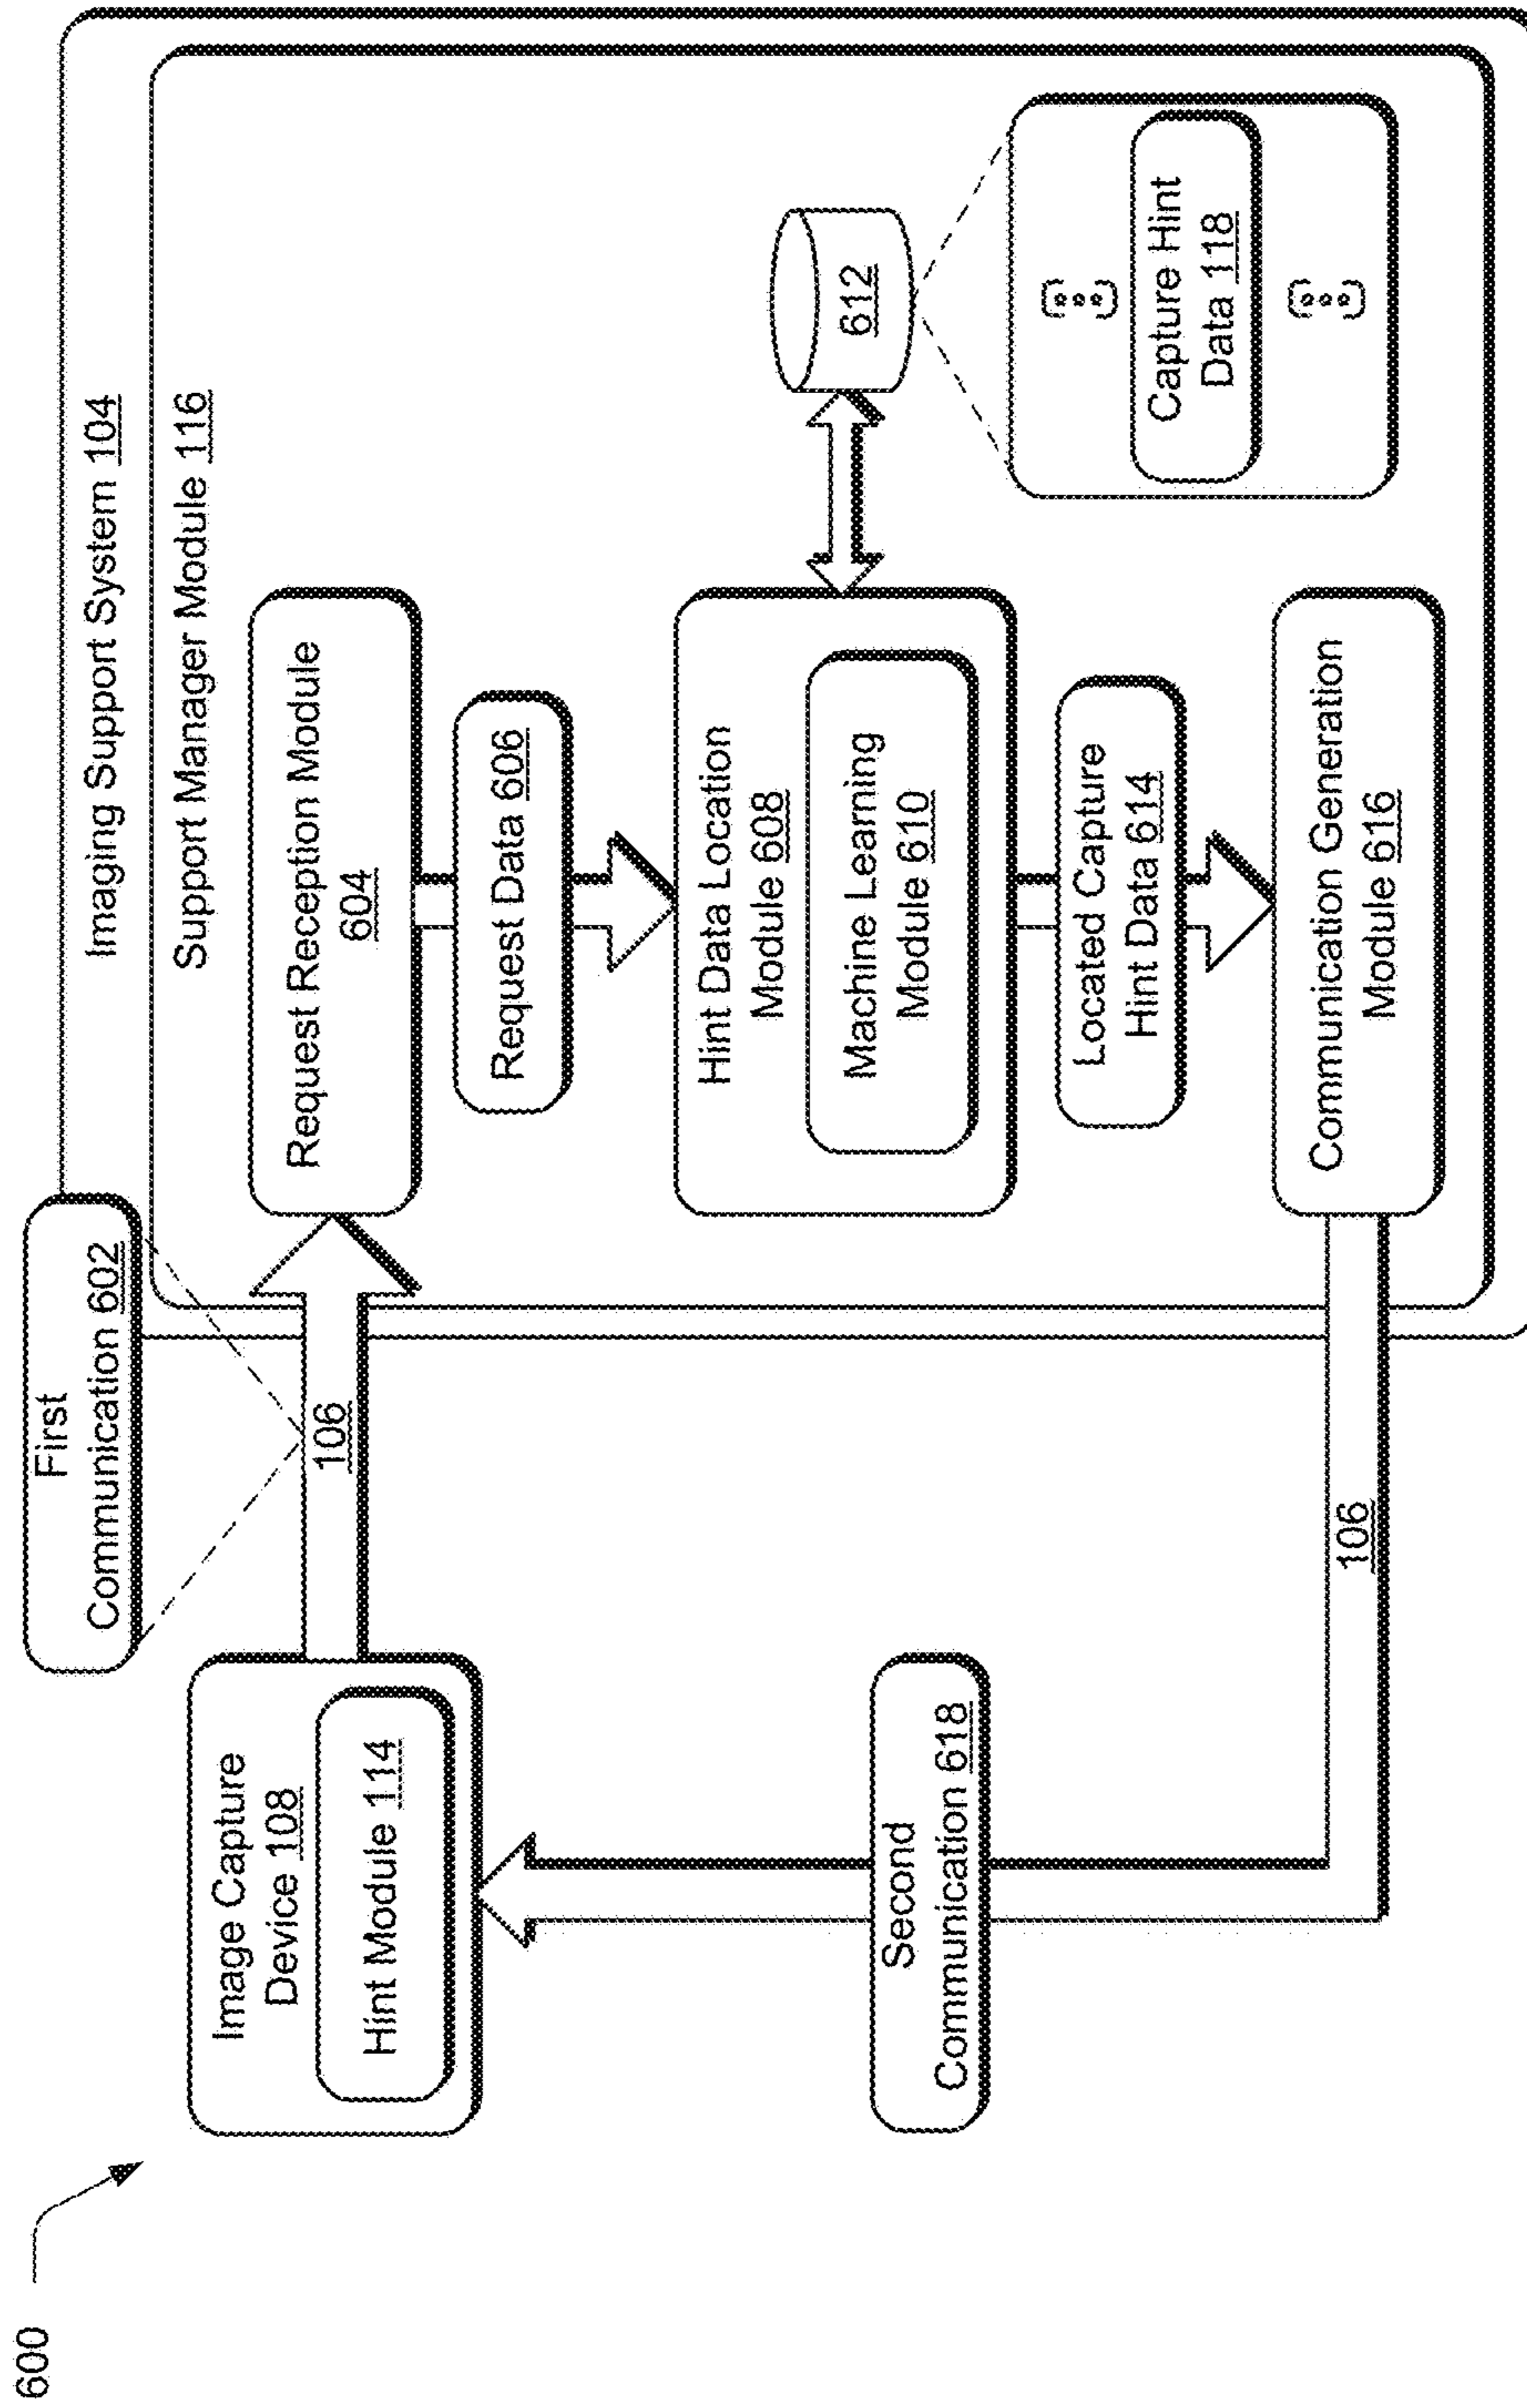 600
Image Capture
Device 108
Hint Module 114
First
Communication 602
106
Second
Communication 618
106
Imaging Support System 104
Support Manager Module 116
Request Reception Module
604
Request Data 606
Hint Data Location
Module 608
Machine Learning
Module 610
612
Capture Hint
Data 118
Located Capture
Hint Data 614
Communication Generation
Module 616